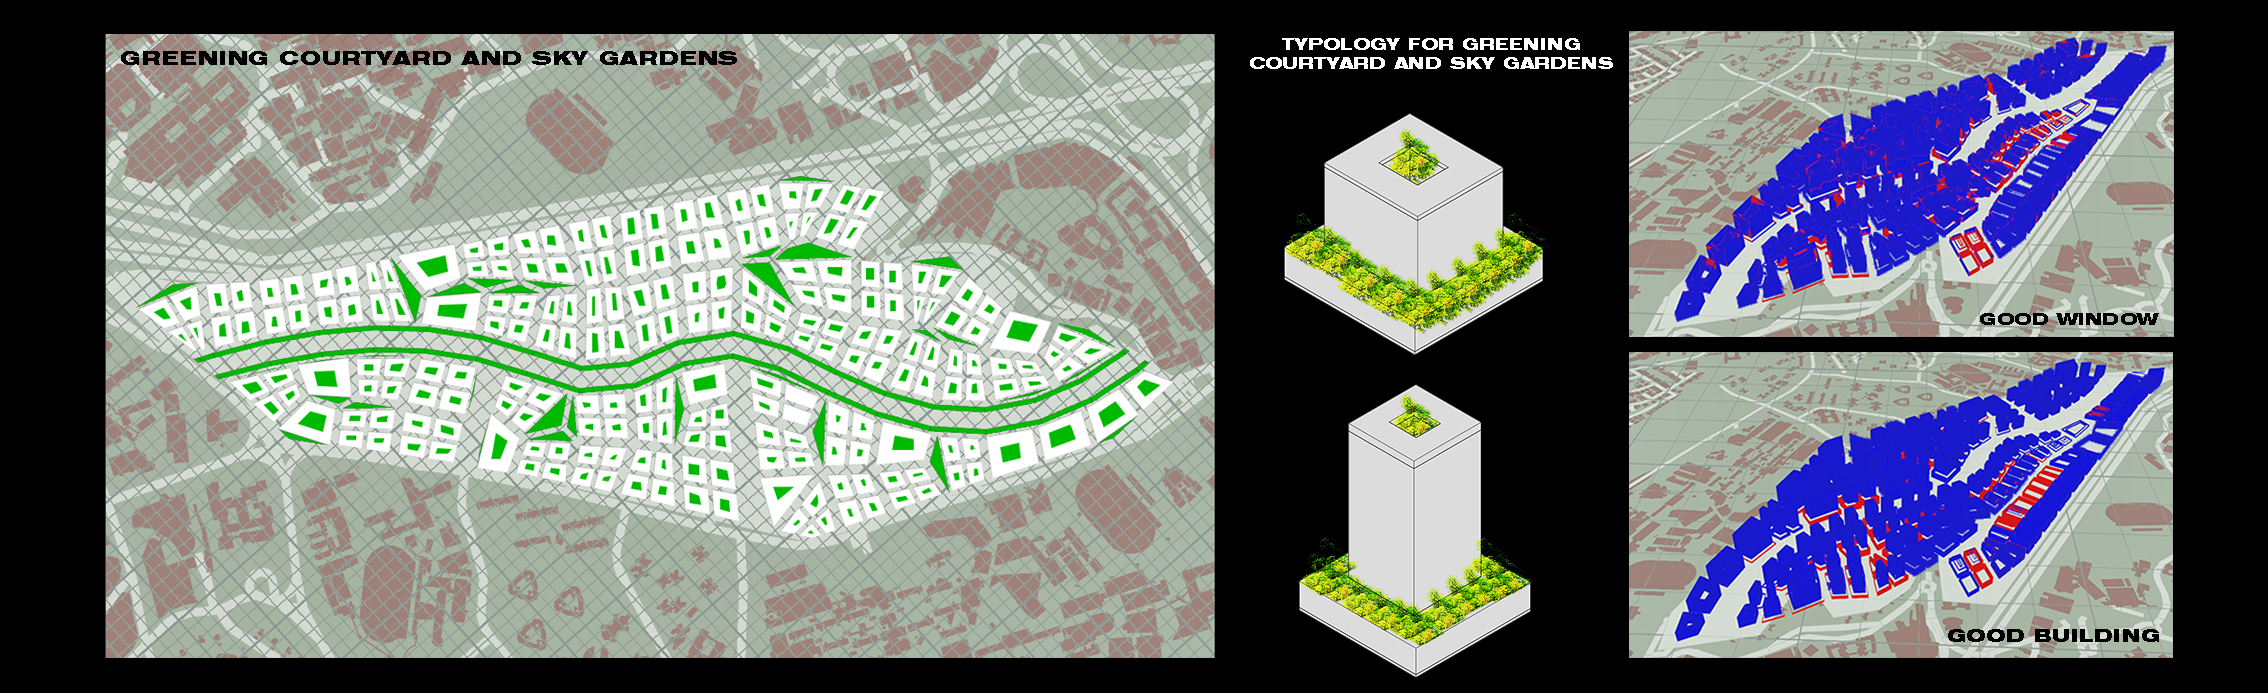 GREENING COURTYARD AND SKY GARDENS
TYPOLOGY FOR GREENING
COURTYARD AND SKY GARDENS
GOOD WINDOW
GOOD BUILDING